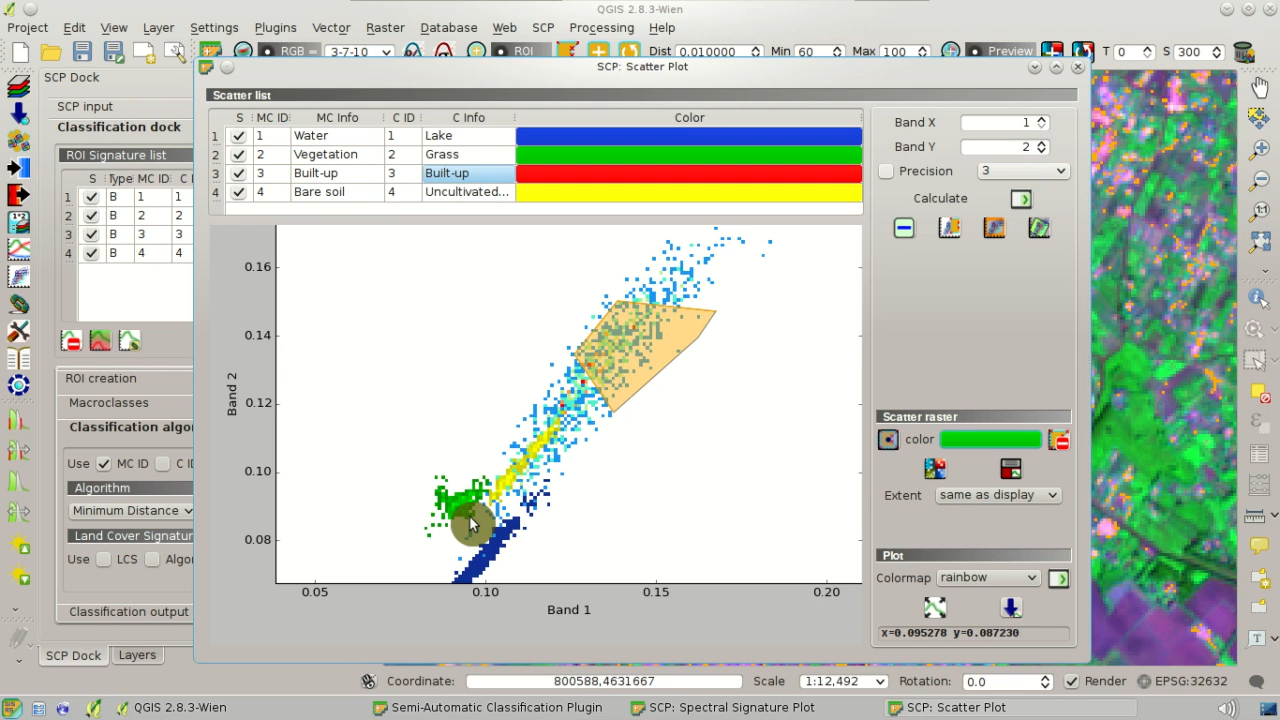 QGIS 2.8.3-Wien
Project Edit View Layer Settings Plugins Vector Raster Database Web SCP Processing Help
RGB = 3-7-10 ROI Dist 0.010000 Min 60 Max 100 Preview T 0 S 300
SCP Dock
SCP: Scatter Plot
SCP input
Classification dock
ROI Signature list
S Type MC ID C I
1 B 1 1
2 B 2 2
3 B 3 3
4 B 4 4
ROI creation
Macroclasses
Classification algo
Use MC ID C ID
Algorithm
Minimum Distance
Land Cover Signatur
Use LCS Algo
Classification output
SCP Dock Layers
Scatter list
S MC ID MC Info C ID C Info Color
1 1 Water 1 Lake
2 2 Vegetation 2 Grass
3 3 Built-up 3 Built-up
4 4 Bare soil 4 Uncultivated...
0.16
0.14
0.12
0.10
0.08
Band 2
0.05 0.10 0.15 0.20
Band 1
Band X 1
Band Y 2
Precision 3
Calculate
Scatter raster
color
Extent same as display
Plot
Colormap rainbow
x=0.095278 y=0.087230
Coordinate: 800588,4631667 Scale 1:12,492 Rotation: 0.0 Render EPSG:32632
QGIS 2.8.3-Wien Semi-Automatic Classification Plugin SCP: Spectral Signature Plot SCP: Scatter Plot